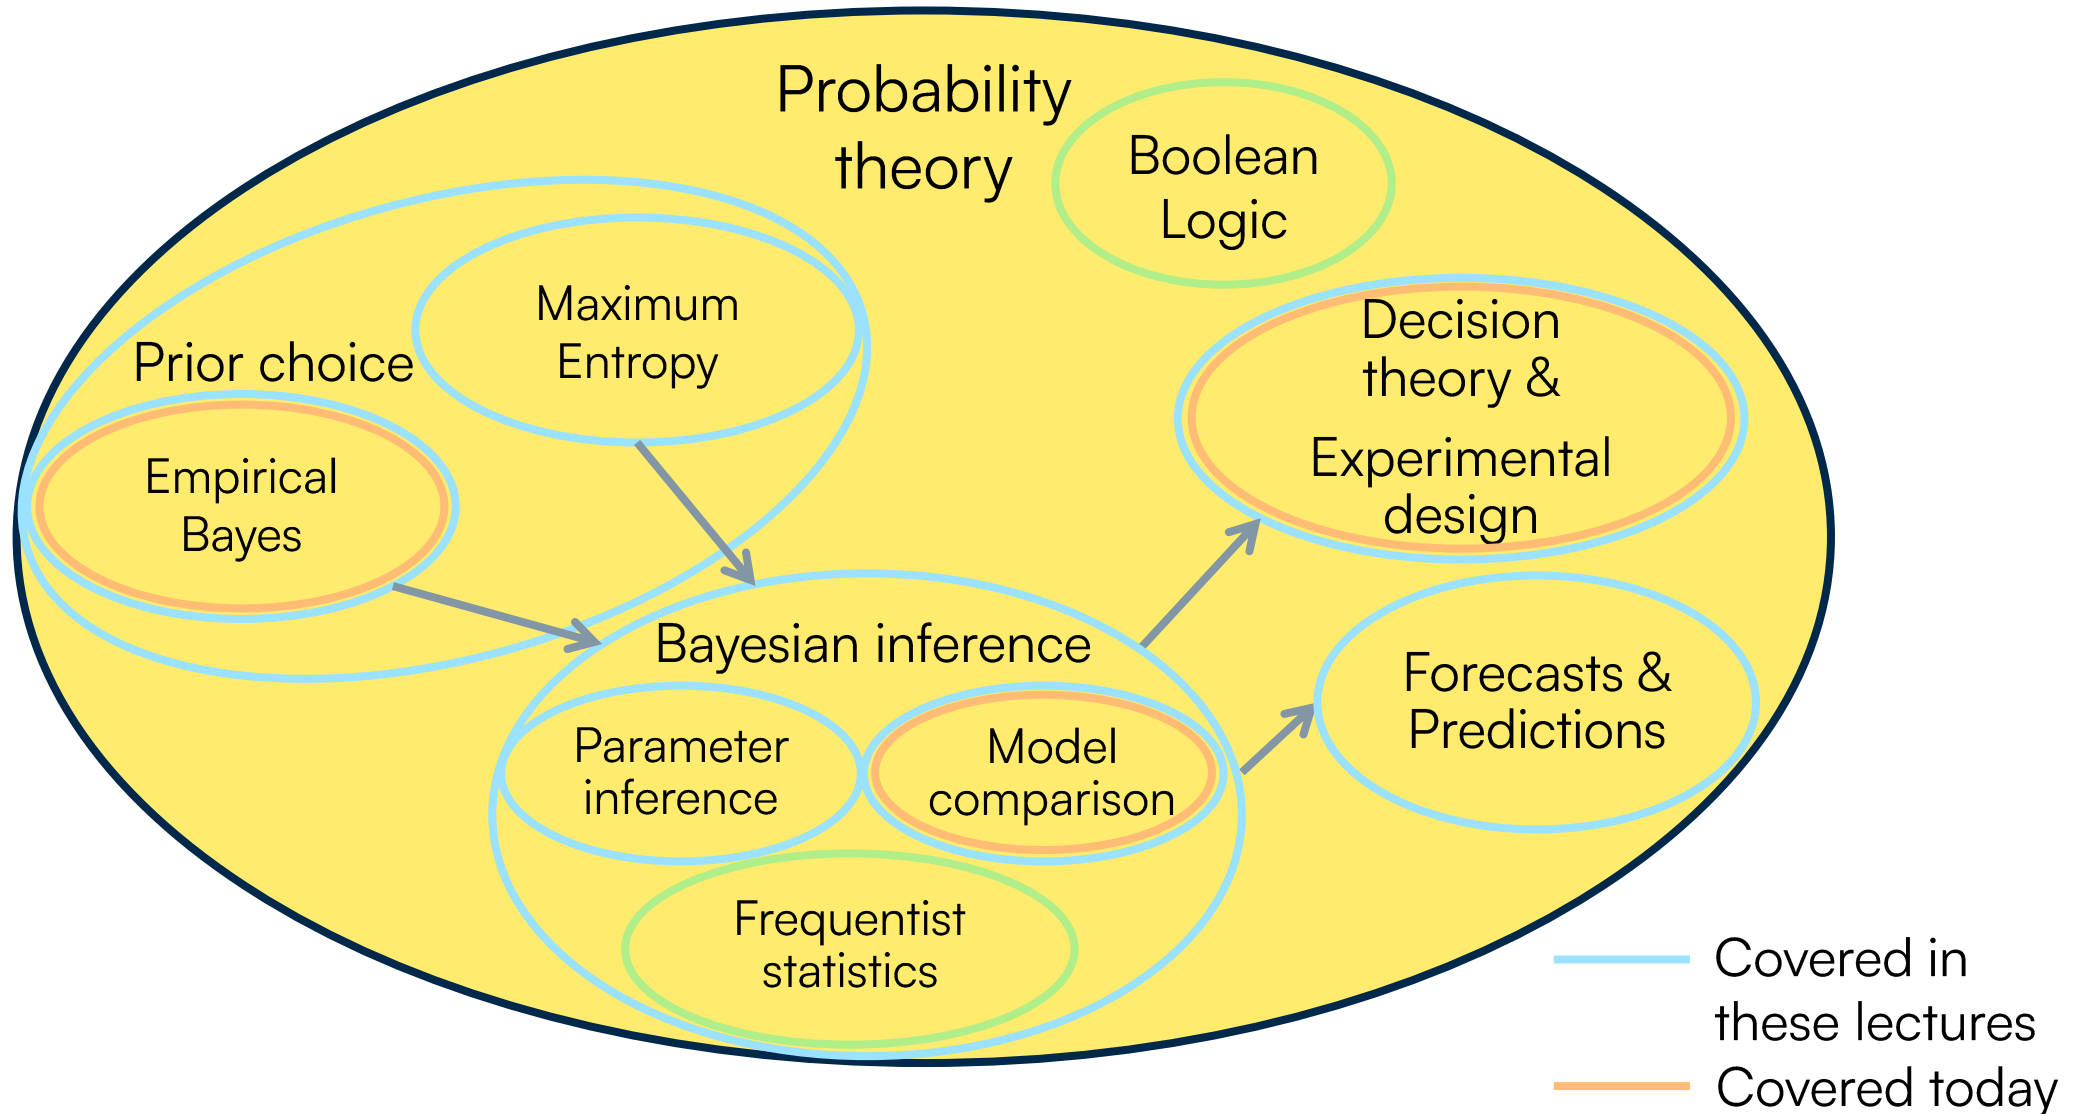 Probability
theory
Boolean
Logic
Maximum
Entropy
Prior choice
Empirical
Bayes
Decision
theory &
Experimental
design
Bayesian inference
Parameter
inference
Model
comparison
Frequentist
statistics
Forecasts &
Predictions
Covered in
these lectures
Covered today